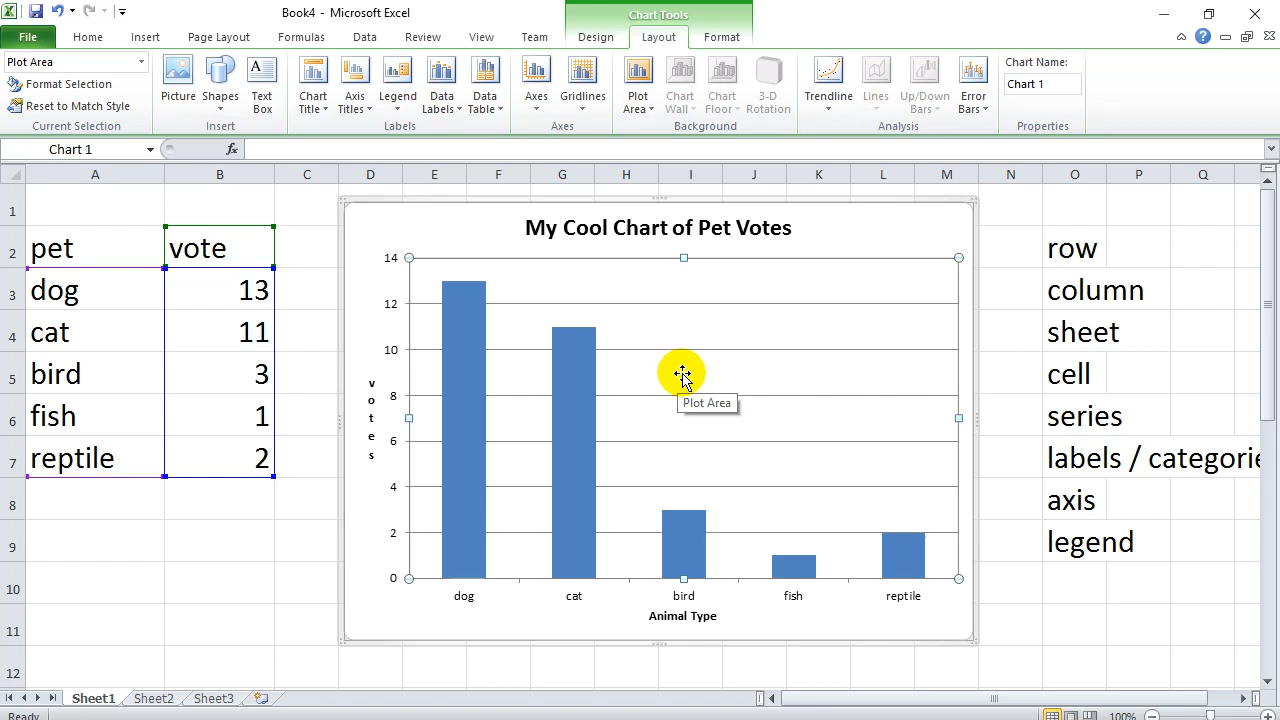 Book4 - Microsoft Excel
Chart Tools
File Home Insert Page Layout Formulas Data Review View Team Design Layout Format
Plot Area
Format Selection
Reset to Match Style
Current Selection
Picture Shapes Text Box
Insert
Chart Title Axis Titles Legend Data Labels Data Table
Labels
Axes Gridlines
Axes
Plot Area Chart Wall Chart Floor 3-D Rotation
Background
Trendline Lines Up/Down Bars Error Bars
Analysis
Chart Name:
Chart 1
Properties
Chart 1 fx
A B C D E F G H I J K L M N O P Q
1
2 pet vote row
3 dog 13 column
4 cat 11 sheet
5 bird 3 cell
6 fish 1 series
7 reptile 2 labels / categorie
8 axis
9 legend
10
11
12
My Cool Chart of Pet Votes
14
12
10
8
6
4
2
0
votes
Plot Area
dog cat bird fish reptile
Animal Type
Sheet1 Sheet2 Sheet3
Ready 100%